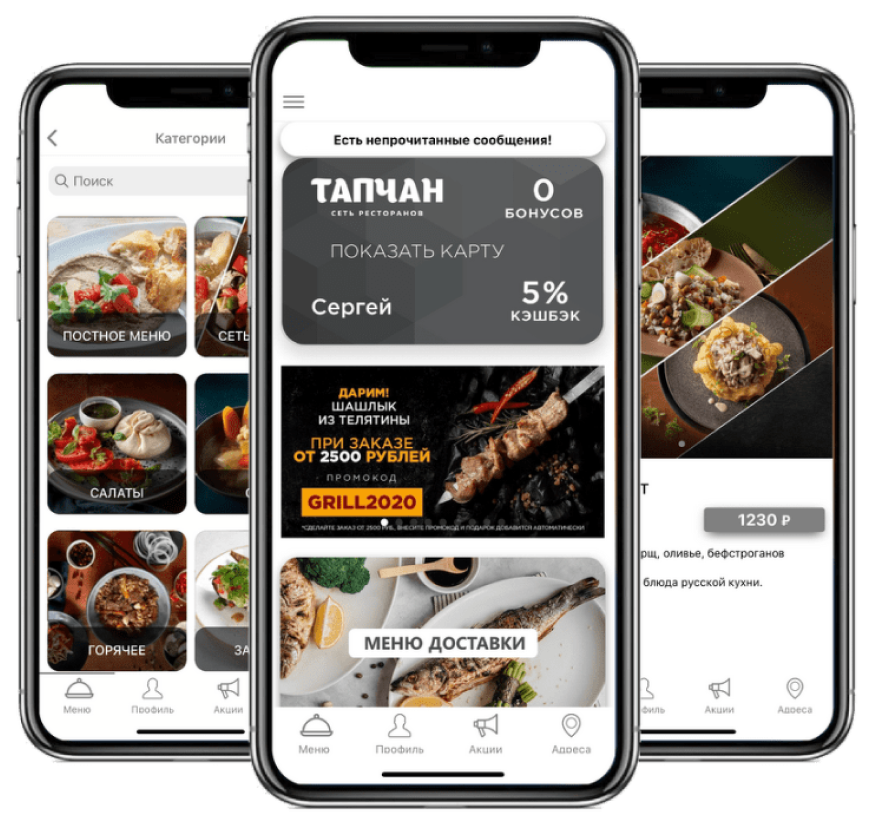 Категории
Поиск
ПОСТНОЕ МЕНЮ
САЛАТЫ
ГОРЯЧЕЕ
Меню
Профиль
Акции
Есть непрочитанные сообщения!
ТАПЧАН
СЕТЬ РЕСТОРАНОВ
0
БОНУСОВ
ПОКАЗАТЬ КАРТУ
Сергей
5%
КЭШБЭК
ДАРИМ!
ШАШЛЫК
ИЗ ТЕЛЯТИНЫ
ПРИ ЗАКАЗЕ
ОТ 2500 РУБЛЕЙ
ПРОМОКОД
GRILL2020
*СДЕЛАЙТЕ ЗАКАЗ ОТ 2500 РУБ., ВНЕСИТЕ ПРОМОКОД И ПОДАРОК ДОБАВИТСЯ АВТОМАТИЧЕСКИ
МЕНЮ ДОСТАВКИ
Меню
Профиль
Акции
Адреса
1230 ₽
рщ, оливье, бефстроганов
блюда русской кухни.
филь
Акции
Адреса